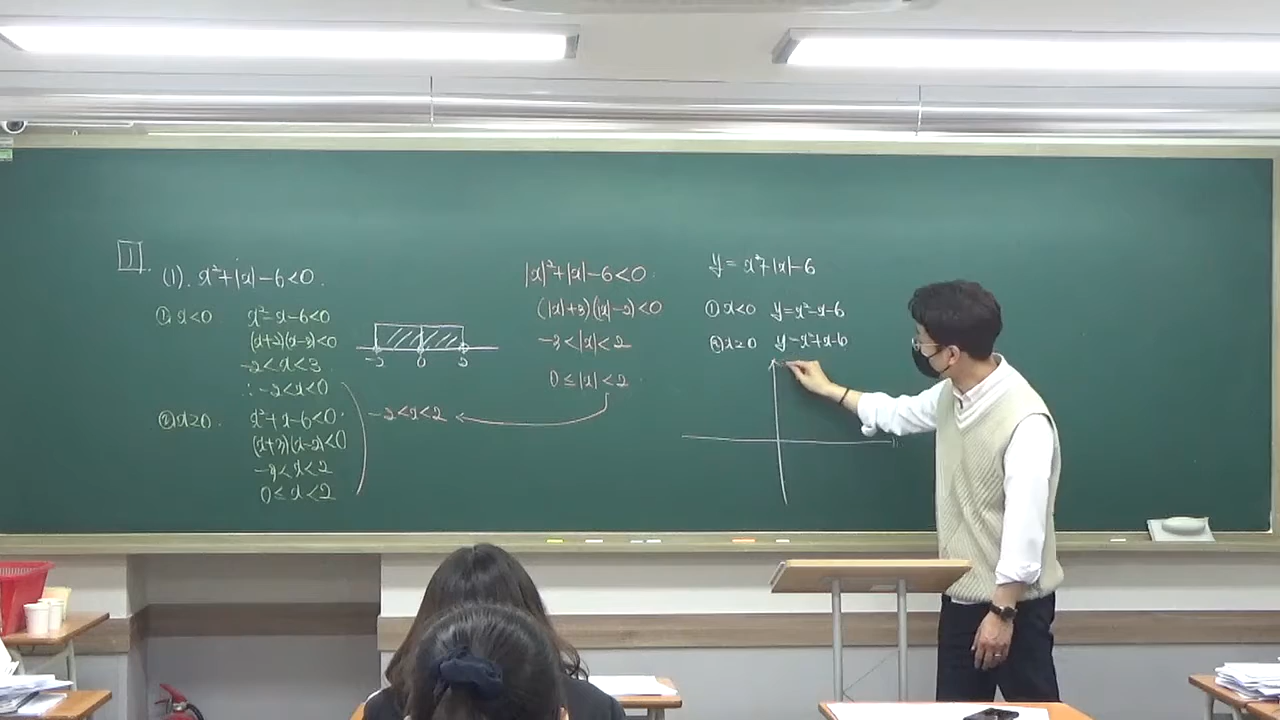 1.
(1). x²+|x|-6<0.
① x<0 x²-x-6<0
(x+2)(x-3)<0
-2<x<3
∴ -2<x<0
② x≥0. x²+x-6<0
(x+3)(x-2)<0
-3<x<2
0≤x<2
-2 0 2
-2<x<2
|x|²+|x|-6<0
(|x|+3)(|x|-2)<0
-3<|x|<2
0≤|x|<2
y=x²+|x|-6
① x<0 y=x²-x-6
② x≥0 y=x²+x-6